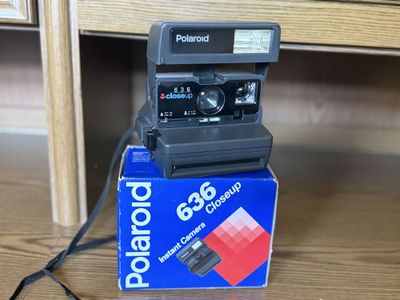 Polaroid
636
closeup
Polaroid
636
Closeup
Instant Camera